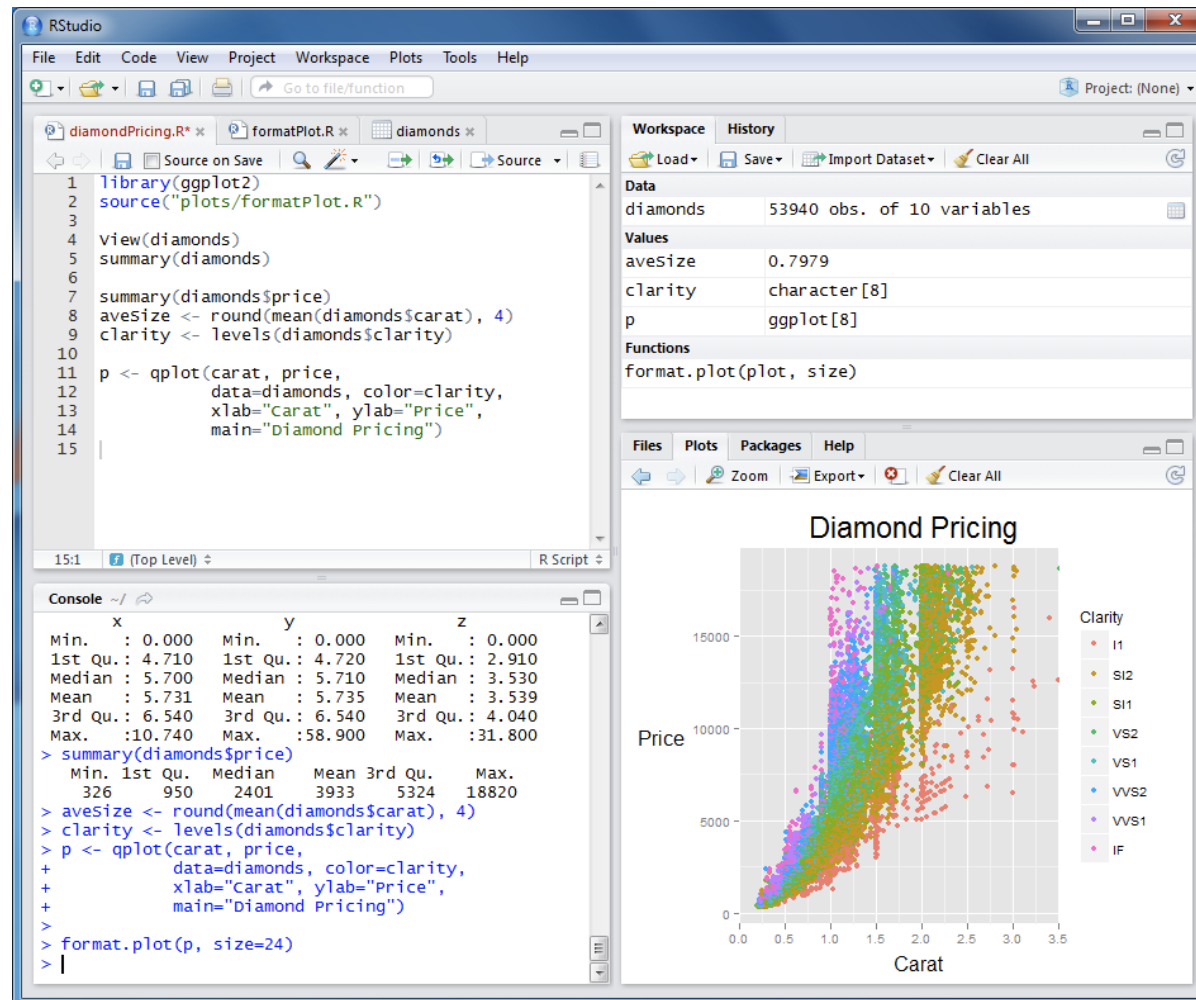 RStudio
File Edit Code View Project Workspace Plots Tools Help
Go to file/function
Project: (None)
diamondPricing.R*
formatPlot.R
diamonds
Source on Save
Source
1 library(ggplot2)
2 source("plots/formatPlot.R")
3
4 View(diamonds)
5 summary(diamonds)
6
7 summary(diamonds$price)
8 aveSize <- round(mean(diamonds$carat), 4)
9 clarity <- levels(diamonds$clarity)
10
11 p <- qplot(carat, price,
12 data=diamonds, color=clarity,
13 xlab="Carat", ylab="Price",
14 main="Diamond Pricing")
15
15:1 (Top Level) R Script
Console ~/
x y z
Min. : 0.000 Min. : 0.000 Min. : 0.000
1st Qu.: 4.710 1st Qu.: 4.720 1st Qu.: 2.910
Median : 5.700 Median : 5.710 Median : 3.530
Mean : 5.731 Mean : 5.735 Mean : 3.539
3rd Qu.: 6.540 3rd Qu.: 6.540 3rd Qu.: 4.040
Max. :10.740 Max. :58.900 Max. :31.800
> summary(diamonds$price)
Min. 1st Qu. Median Mean 3rd Qu. Max.
326 950 2401 3933 5324 18820
> aveSize <- round(mean(diamonds$carat), 4)
> clarity <- levels(diamonds$clarity)
> p <- qplot(carat, price,
+ data=diamonds, color=clarity,
+ xlab="Carat", ylab="Price",
+ main="Diamond Pricing")
>
> format.plot(p, size=24)
>
Workspace History
Load Save Import Dataset Clear All
Data
diamonds 53940 obs. of 10 variables
Values
aveSize 0.7979
clarity character[8]
p ggplot[8]
Functions
format.plot(plot, size)
Files Plots Packages Help
Zoom Export Clear All
Diamond Pricing
Price
15000
10000
5000
0
0.0 0.5 1.0 1.5 2.0 2.5 3.0 3.5
Carat
Clarity
I1
SI2
SI1
VS2
VS1
VVS2
VVS1
IF